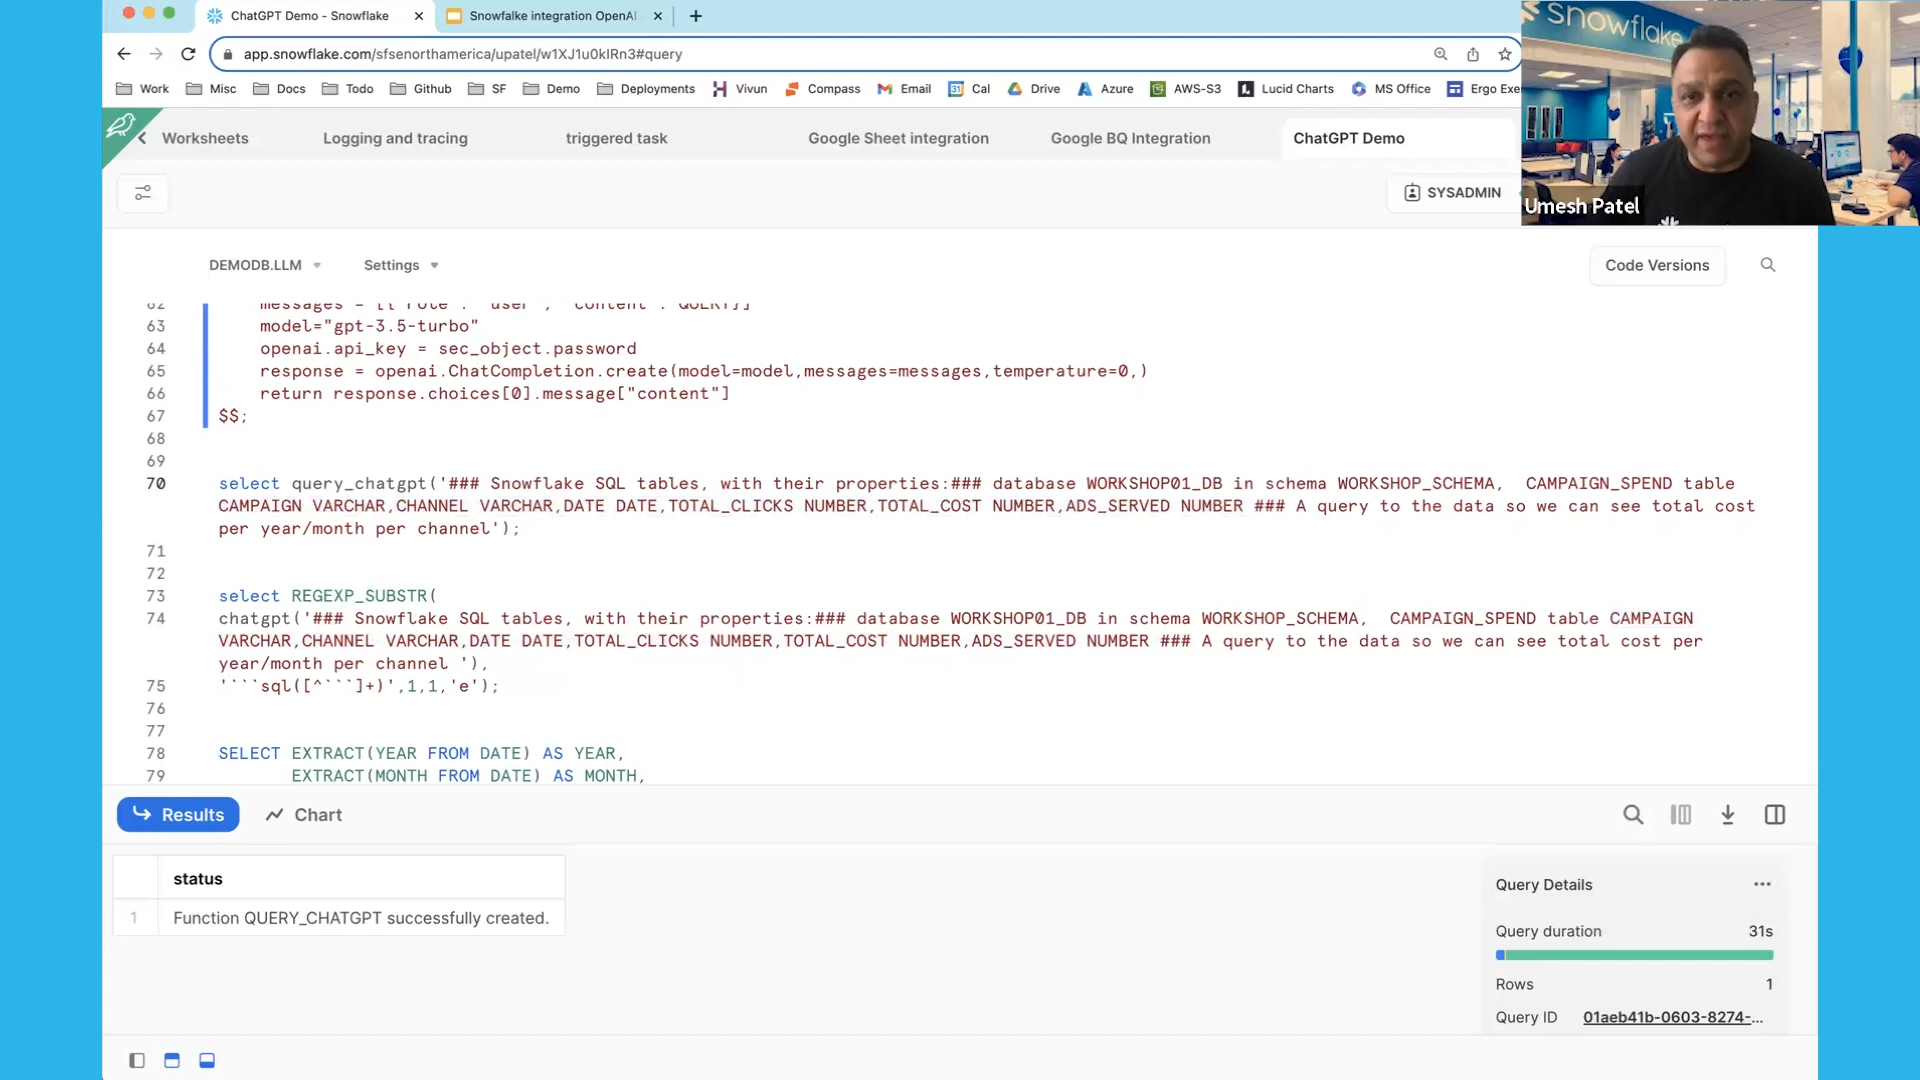 ChatGPT Demo - Snowflake
Snowfalke integration OpenAI
app.snowflake.com/sfsenorthamerica/upatel/w1XJ1u0kIRn3#query
Work Misc Docs Todo Github SF Demo Deployments Vivun Compass Email Cal Drive Azure AWS-S3 Lucid Charts MS Office Ergo Exe
snowflake
Umesh Patel
Worksheets Logging and tracing triggered task Google Sheet integration Google BQ Integration ChatGPT Demo
SYSADMIN
DEMODB.LLM Settings Code Versions
62 messages = [{"role": "user", "content": QUERY}]
63 model="gpt-3.5-turbo"
64 openai.api_key = sec_object.password
65 response = openai.ChatCompletion.create(model=model,messages=messages,temperature=0,)
66 return response.choices[0].message["content"]
67 $$;
68
69
70 select query_chatgpt('### Snowflake SQL tables, with their properties:### database WORKSHOP01_DB in schema WORKSHOP_SCHEMA, CAMPAIGN_SPEND table
CAMPAIGN VARCHAR,CHANNEL VARCHAR,DATE DATE,TOTAL_CLICKS NUMBER,TOTAL_COST NUMBER,ADS_SERVED NUMBER ### A query to the data so we can see total cost
per year/month per channel');
71
72
73 select REGEXP_SUBSTR(
74 chatgpt('### Snowflake SQL tables, with their properties:### database WORKSHOP01_DB in schema WORKSHOP_SCHEMA, CAMPAIGN_SPEND table CAMPAIGN
VARCHAR,CHANNEL VARCHAR,DATE DATE,TOTAL_CLICKS NUMBER,TOTAL_COST NUMBER,ADS_SERVED NUMBER ### A query to the data so we can see total cost per
year/month per channel '),
75 '```sql([^```]+)',1,1,'e');
76
77
78 SELECT EXTRACT(YEAR FROM DATE) AS YEAR,
79 EXTRACT(MONTH FROM DATE) AS MONTH,
Results Chart
status
1 Function QUERY_CHATGPT successfully created.
Query Details ...
Query duration 31s
Rows 1
Query ID 01aeb41b-0603-8274-...